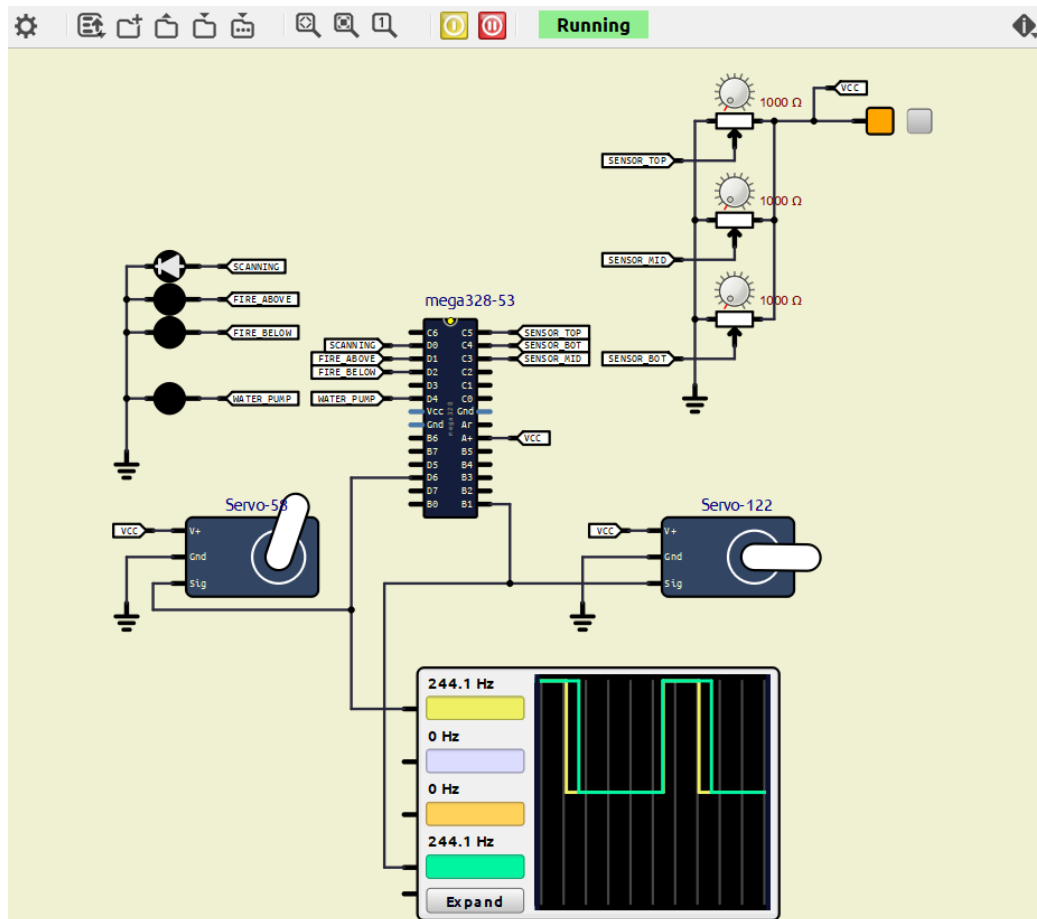 1
Running
VCC
1000 Ω
SENSOR_TOP
1000 Ω
SENSOR_MID
1000 Ω
SENSOR_BOT
SCANNING
FIRE_ABOVE
FIRE_BELOW
WATER_PUMP
mega328-53
C6 C5 SENSOR_TOP
SCANNING D0 C4 SENSOR_BOT
FIRE_ABOVE D1 C3 SENSOR_MID
FIRE_BELOW D2 C2
D3 C1
WATER_PUMP D4 C0
Vcc Gnd
Gnd Ar
B6 A+ VCC
B7 B5
D5 B4
D6 B3
D7 B2
B0 B1
mega328
Servo-58
VCC V+
Gnd
Sig
Servo-122
VCC V+
Gnd
Sig
244.1 Hz
0 Hz
0 Hz
244.1 Hz
Expand